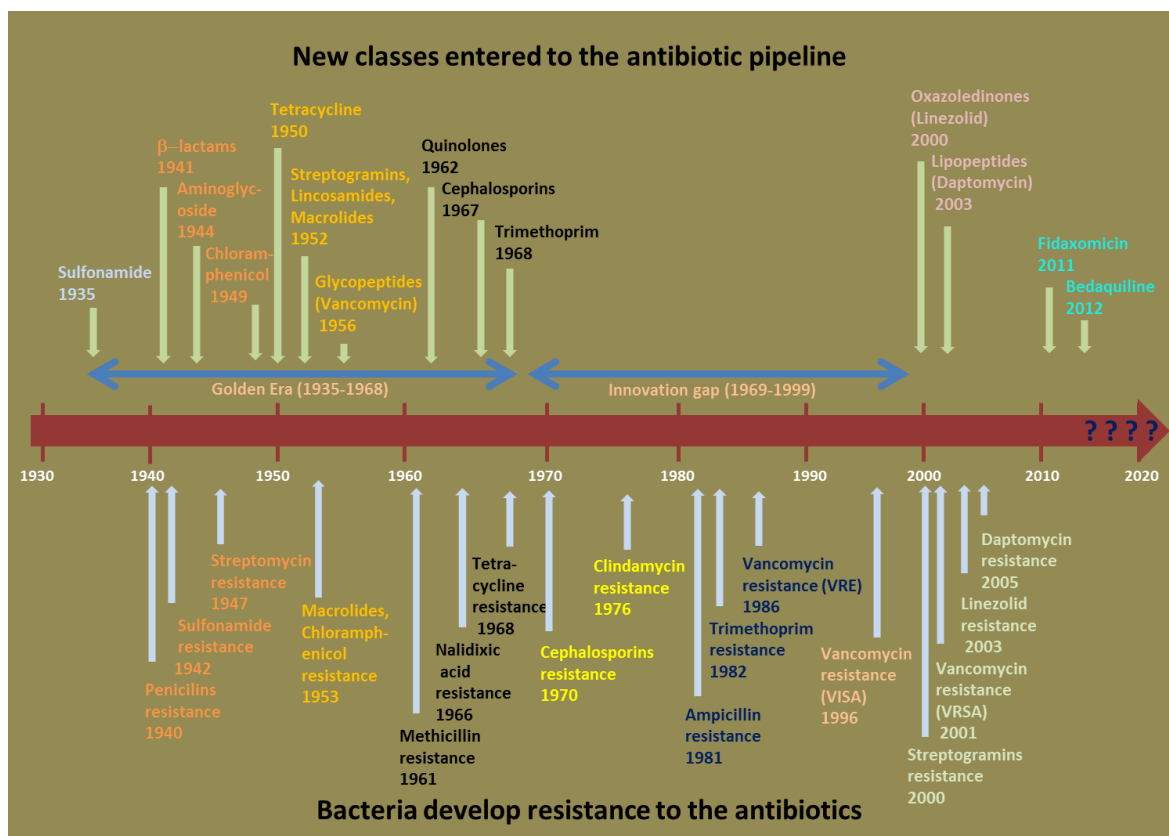 New classes entered to the antibiotic pipeline
Sulfonamide
1935
β–lactams
1941
Aminoglyc-
oside
1944
Chloram-
phenicol
1949
Tetracycline
1950
Streptogramins,
Lincosamides,
Macrolides
1952
Glycopeptides
(Vancomycin)
1956
Quinolones
1962
Cephalosporins
1967
Trimethoprim
1968
Oxazoledinones
(Linezolid)
2000
Lipopeptides
(Daptomycin)
2003
Fidaxomicin
2011
Bedaquiline
2012
Golden Era (1935-1968)
Innovation gap (1969-1999)
? ? ? ?
1930 1940 1950 1960 1970 1980 1990 2000 2010 2020
Penicilins
resistance
1940
Sulfonamide
resistance
1942
Streptomycin
resistance
1947
Macrolides,
Chloramph-
enicol
resistance
1953
Methicillin
resistance
1961
Nalidixic
acid
resistance
1966
Tetra-
cycline
resistance
1968
Cephalosporins
resistance
1970
Clindamycin
resistance
1976
Ampicillin
resistance
1981
Trimethoprim
resistance
1982
Vancomycin
resistance (VRE)
1986
Vancomycin
resistance
(VISA)
1996
Streptogramins
resistance
2000
Vancomycin
resistance
(VRSA)
2001
Linezolid
resistance
2003
Daptomycin
resistance
2005
Bacteria develop resistance to the antibiotics